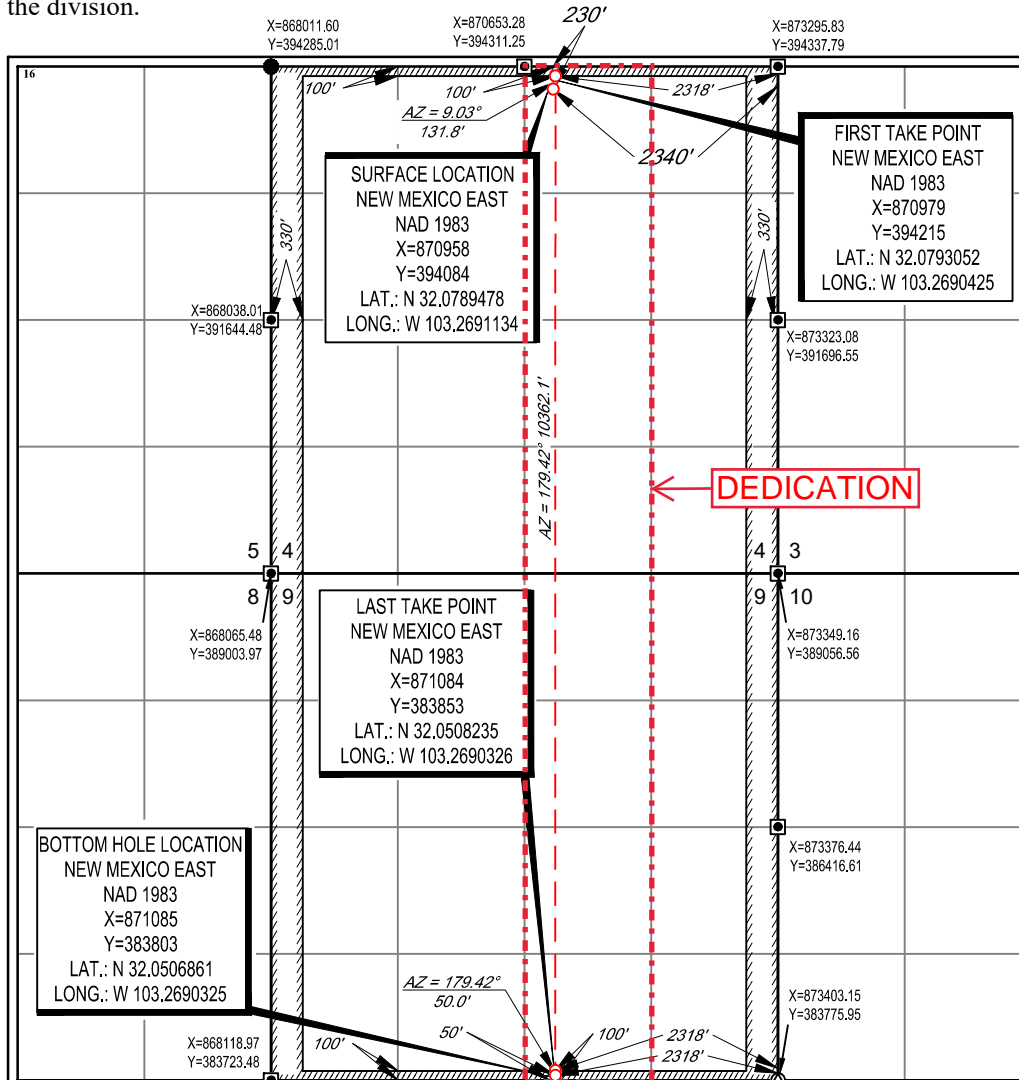 the division.
X=868011.60
Y=394285.01
X=870653.28
Y=394311.25
230'
X=873295.83
Y=394337.79
16
100'
100'
2318'
AZ = 9.03°
131.8'
2340'
SURFACE LOCATION
NEW MEXICO EAST
NAD 1983
X=870958
Y=394084
LAT.: N 32.0789478
LONG.: W 103.2691134
FIRST TAKE POINT
NEW MEXICO EAST
NAD 1983
X=870979
Y=394215
LAT.: N 32.0793052
LONG.: W 103.2690425
330'
330'
X=868038.01
Y=391644.48
X=873323.08
Y=391696.55
AZ = 179.42° 10362.1'
DEDICATION
5 4
4 3
8 9
9 10
X=868065.48
Y=389003.97
X=873349.16
Y=389056.56
LAST TAKE POINT
NEW MEXICO EAST
NAD 1983
X=871084
Y=383853
LAT.: N 32.0508235
LONG.: W 103.2690326
X=873376.44
Y=386416.61
BOTTOM HOLE LOCATION
NEW MEXICO EAST
NAD 1983
X=871085
Y=383803
LAT.: N 32.0506861
LONG.: W 103.2690325
AZ = 179.42°
50.0'
X=873403.15
Y=383775.95
X=868118.97
Y=383723.48
100'
50'
100'
2318'
2318'